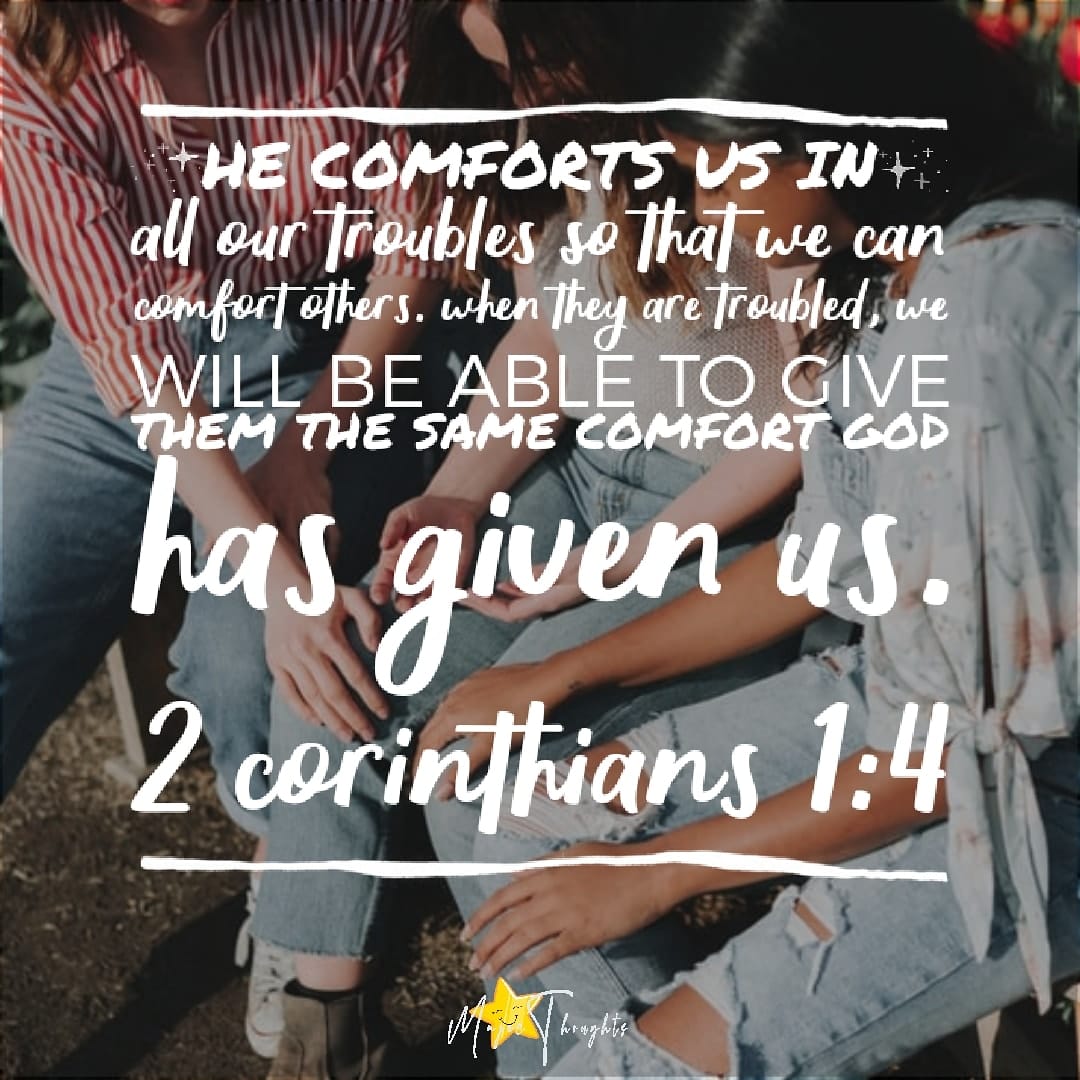 HE COMFORTS US IN
all our troubles so that we can
comfort others. when they are troubled, we
WILL BE ABLE TO GIVE
THEM THE SAME COMFORT GOD
has given us.
2 corinthians 1:4
Thoughts